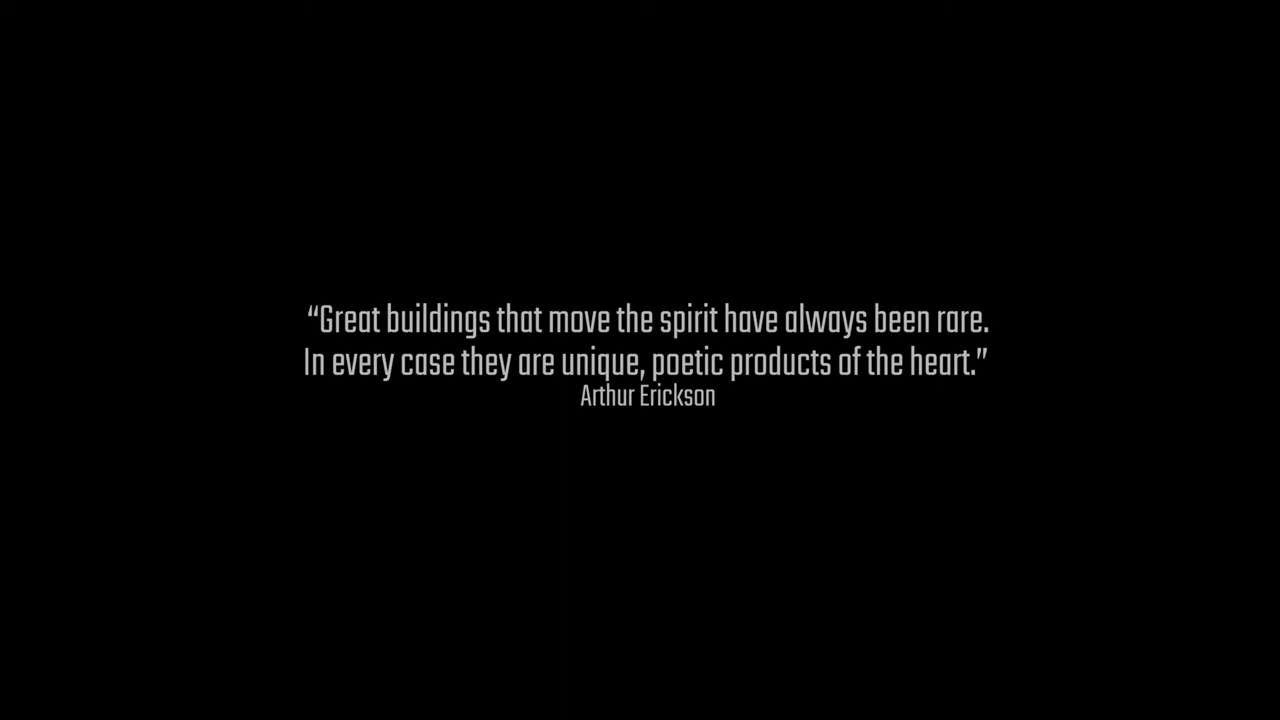 “Great buildings that move the spirit have always been rare.
In every case they are unique, poetic products of the heart.”
Arthur Erickson